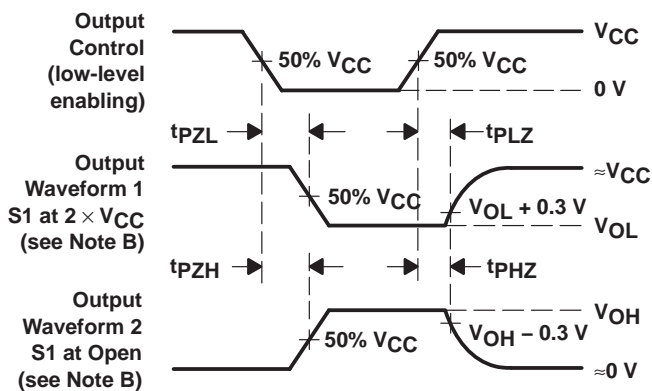 Output
Control
(low-level
enabling)
50% VCC
50% VCC
VCC
0 V
tPZL
tPLZ
Output
Waveform 1
S1 at 2 × VCC
(see Note B)
50% VCC
≈VCC
VOL + 0.3 V
VOL
tPZH
tPHZ
Output
Waveform 2
S1 at Open
(see Note B)
50% VCC
VOH
VOH − 0.3 V
≈0 V